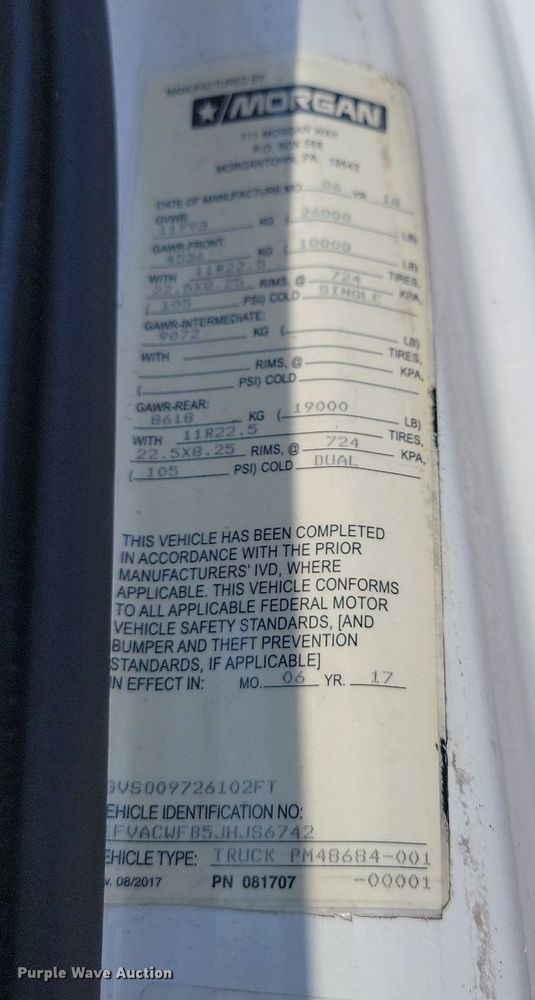 MANUFACTURED BY
MORGAN
111 MORGAN WAY
P.O. BOX 588
MORGANTOWN, PA. 19543
DATE OF MANUFACTURE: MO. 06 YR. 18
GVWR 11793 KG ( 26000 LB)
GAWR-FRONT: 4536 KG ( 10000 LB)
WITH 11R22.5 TIRES,
22.5X8.25 RIMS, @ 724 KPA,
( 105 PSI) COLD SINGLE
GAWR-INTERMEDIATE:
9072 KG ( LB)
WITH TIRES,
RIMS, @ KPA,
( PSI) COLD
GAWR-REAR:
8618 KG ( 19000 LB)
WITH 11R22.5 TIRES,
22.5X8.25 RIMS, @ 724 KPA,
( 105 PSI) COLD DUAL
THIS VEHICLE HAS BEEN COMPLETED
IN ACCORDANCE WITH THE PRIOR
MANUFACTURERS' IVD, WHERE
APPLICABLE. THIS VEHICLE CONFORMS
TO ALL APPLICABLE FEDERAL MOTOR
VEHICLE SAFETY STANDARDS, [AND
BUMPER AND THEFT PREVENTION
STANDARDS, IF APPLICABLE]
IN EFFECT IN: MO. 06 YR. 17
GVSD09726102FT
EHICLE IDENTIFICATION NO:
FVACWFB5JHJS6742
EHICLE TYPE: TRUCK PM48684-001
v. 08/2017 PN 081707 -00001
Purple Wave Auction